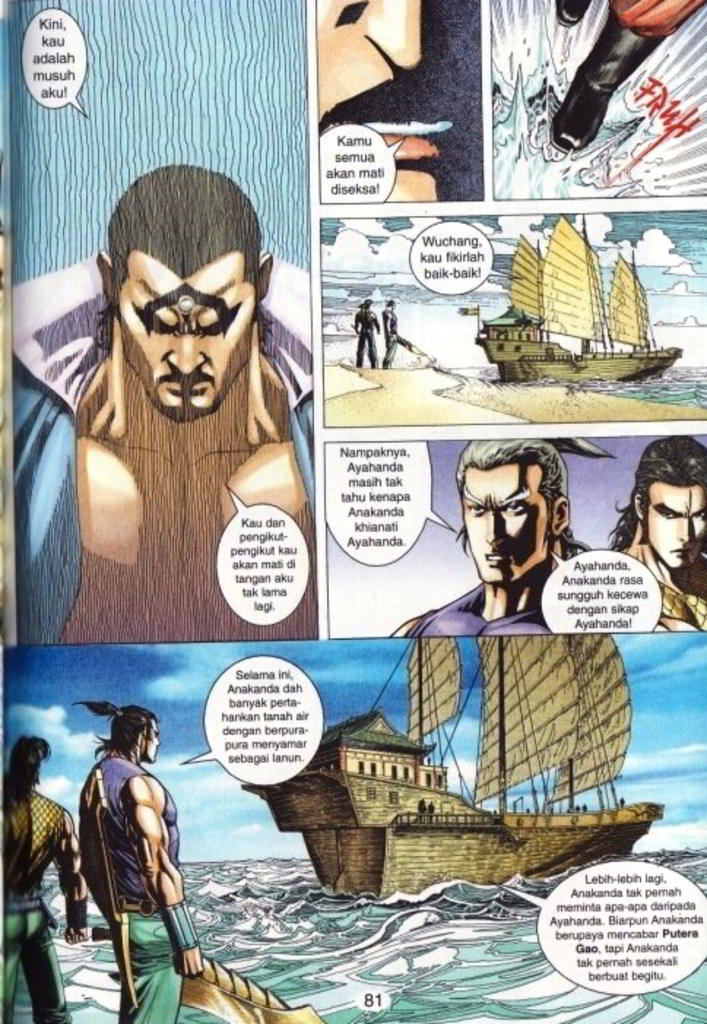 Kini,
kau
adalah
musuh
aku!
Kamu
semua
akan mati
diseksa!
Wuchang,
kau fikirlah
baik-baik!
Kau dan
pengikut-
pengikut kau
akan mati di
tangan aku
tak lama
lagi.
Nampaknya,
Ayahanda
masih tak
tahu kenapa
Anakanda
khianati
Ayahanda.
Ayahanda,
Anakanda rasa
sungguh kecewa
dengan sikap
Ayahanda!
Selama ini,
Anakanda dah
banyak perta-
hankan tanah air
dengan berpura-
pura menyamar
sebagai lanun.
Lebih-lebih lagi,
Anakanda tak pernah
meminta apa-apa daripada
Ayahanda. Biarpun Anakanda
berupaya mencabar Putera
Gao, tapi Anakanda
tak pernah sesekali
berbuat begitu.
81